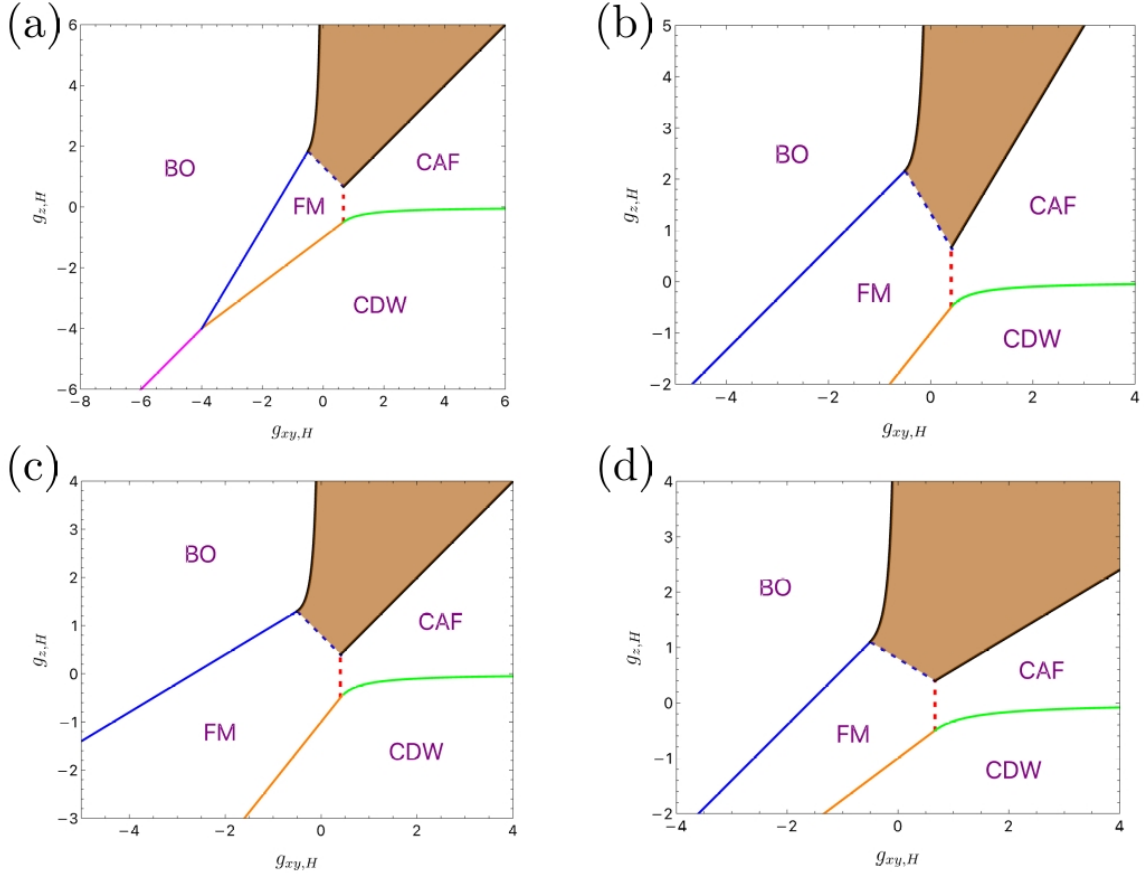 (a)
6
4
2
0
−2
−4
−6
−8 −6 −4 −2 0 2 4 6
g_{z,H}
g_{xy,H}
BO
FM
CAF
CDW
(b)
5
4
3
2
1
0
−1
−2
−4 −2 0 2 4
g_{z,H}
g_{xy,H}
BO
FM
CAF
CDW
(c)
4
3
2
1
0
−1
−2
−3
−4 −2 0 2 4
g_{z,H}
g_{xy,H}
BO
FM
CAF
CDW
(d)
4
3
2
1
0
−1
−2
−4 −2 0 2 4
g_{z,H}
g_{xy,H}
BO
FM
CAF
CDW